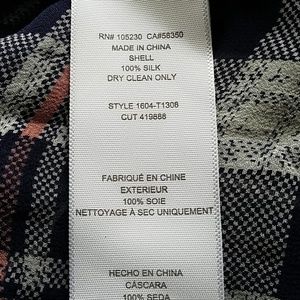 RN# 105230 CA#58350
MADE IN CHINA
SHELL
100% SILK
DRY CLEAN ONLY
STYLE 1604-T1308
CUT 419888
FABRIQUÉ EN CHINE
EXTERIEUR
100% SOIE
NETTOYAGE À SEC UNIQUEMENT
HECHO EN CHINA
CÁSCARA
100% SEDA